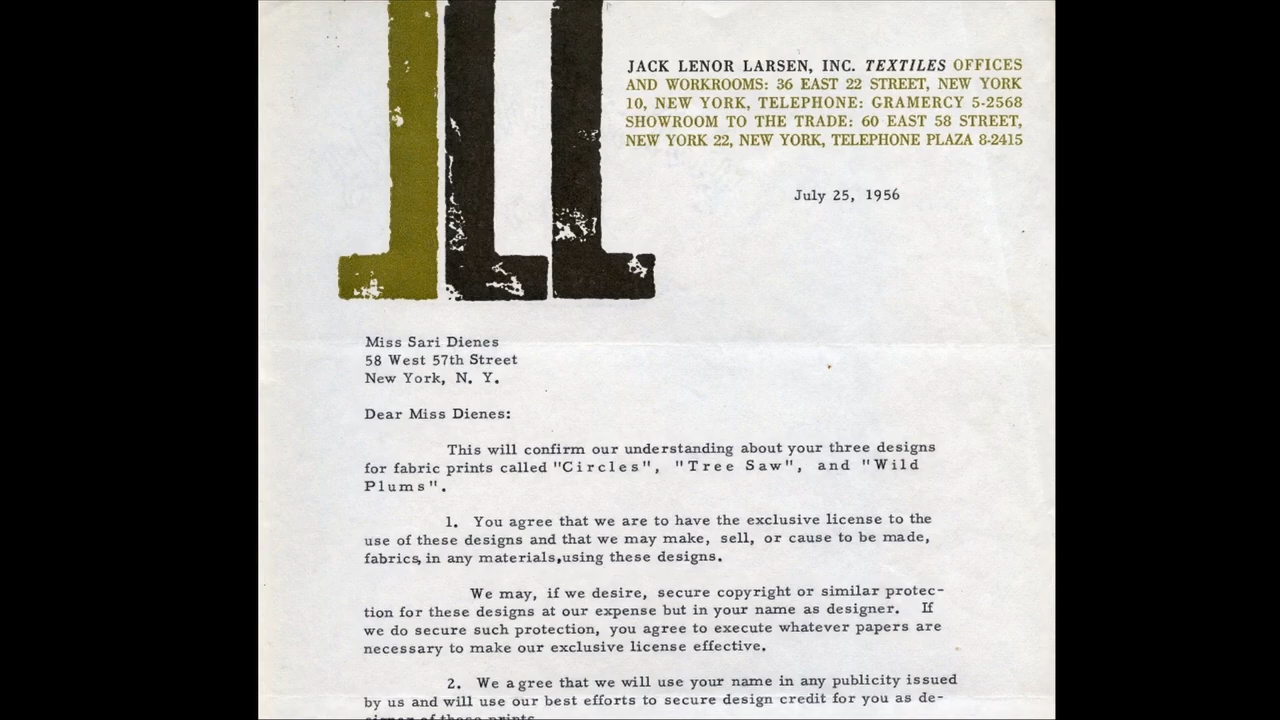 JACK LENOR LARSEN, INC. TEXTILES OFFICES
AND WORKROOMS: 36 EAST 22 STREET, NEW YORK
10, NEW YORK, TELEPHONE: GRAMERCY 5-2568
SHOWROOM TO THE TRADE: 60 EAST 58 STREET,
NEW YORK 22, NEW YORK, TELEPHONE PLAZA 8-2415
July 25, 1956
Miss Sari Dienes
58 West 57th Street
New York, N. Y.
Dear Miss Dienes:
This will confirm our understanding about your three designs
for fabric prints called "Circles", "Tree Saw", and "Wild
Plums".
1. You agree that we are to have the exclusive license to the
use of these designs and that we may make, sell, or cause to be made,
fabrics, in any materials,using these designs.
We may, if we desire, secure copyright or similar protec-
tion for these designs at our expense but in your name as designer. If
we do secure such protection, you agree to execute whatever papers are
necessary to make our exclusive license effective.
2. We agree that we will use your name in any publicity issued
by us and will use our best efforts to secure design credit for you as de-
signer of these prints.